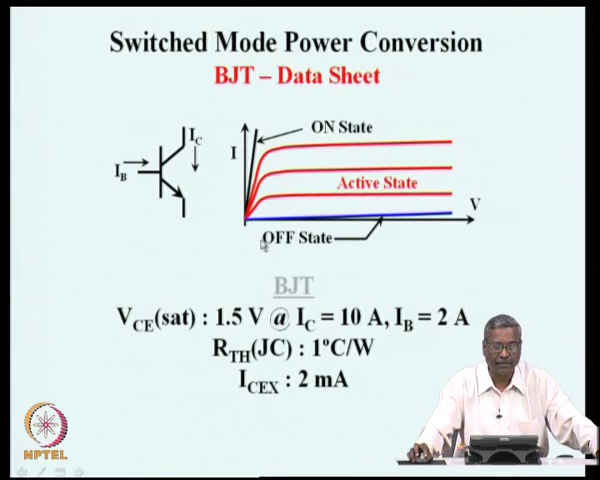 Switched Mode Power Conversion
BJT – Data Sheet
I_C
I_B
I
ON State
Active State
V
OFF State
BJT
V_CE(sat) : 1.5 V @ I_C = 10 A, I_B = 2 A
R_TH(JC) : 1°C/W
I_CEX : 2 mA
NPTEL